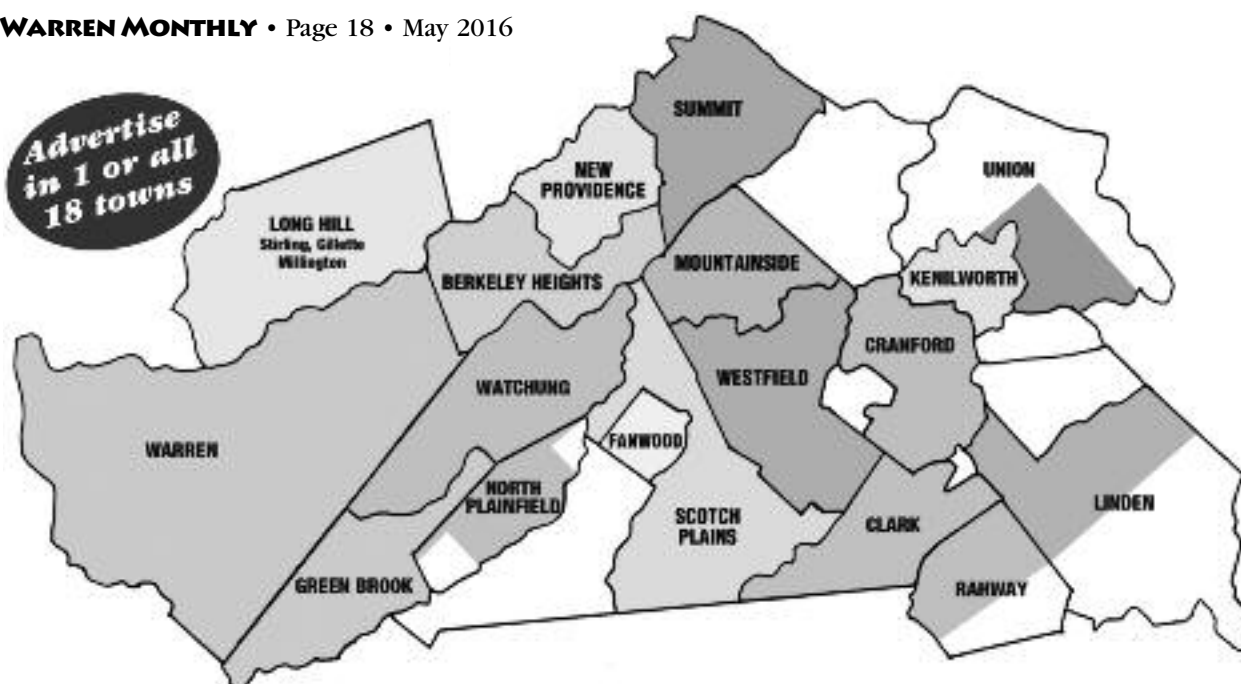 WARREN MONTHLY • Page 18 • May 2016
Advertise
in 1 or all
18 towns
SUMMIT
NEW
PROVIDENCE
UNION
LONG HILL
Stirling, Gillette
Millington
BERKELEY HEIGHTS
MOUNTAINSIDE
KENILWORTH
CRANFORD
WATCHUNG
WESTFIELD
WARREN
FANWOOD
NORTH
PLAINFIELD
SCOTCH
PLAINS
CLARK
LINDEN
GREEN BROOK
RAHWAY